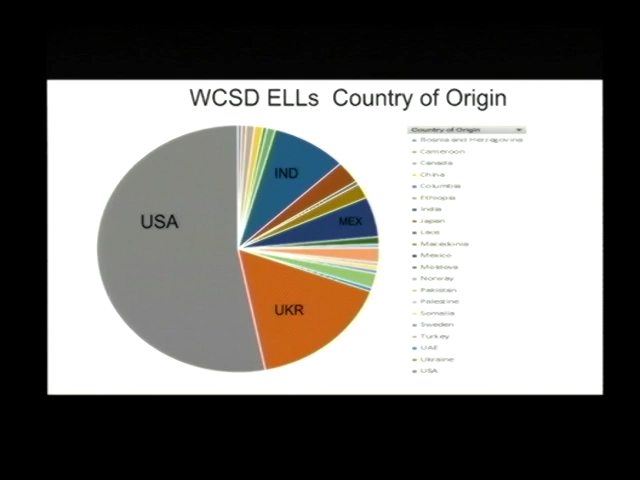 WCSD ELLs Country of Origin
USA
IND
MEX
UKR
Country of Origin
Bosnia and Herzegovina
Cameroon
Canada
China
Columbia
Ethiopia
India
Japan
Laos
Macedonia
Mexico
Moldova
Norway
Pakistan
Palestine
Somalia
Sweden
Turkey
UAE
Ukraine
USA